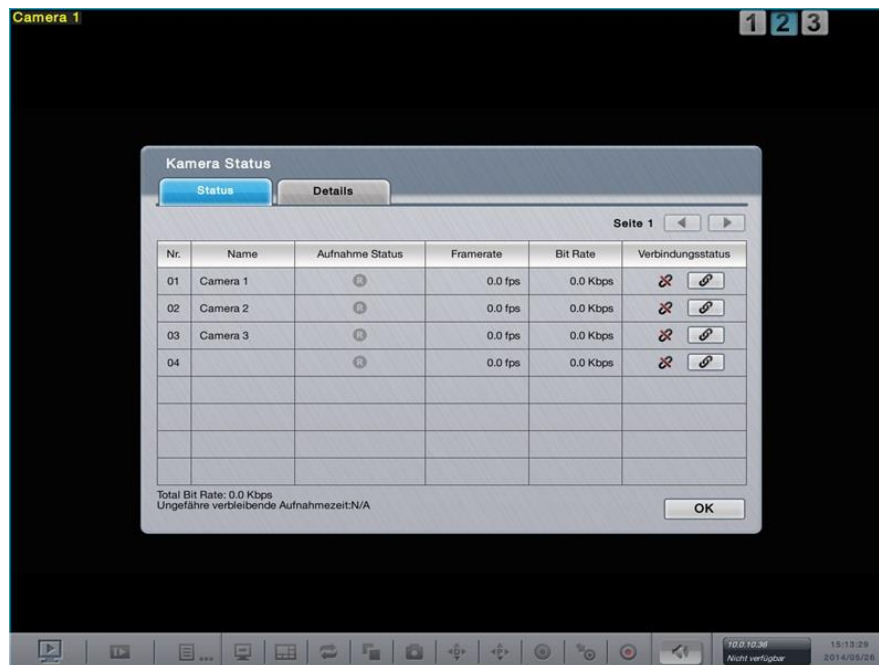 Camera 1
1 2 3
Kamera Status
Status Details
Seite 1
Nr. Name Aufnahme Status Framerate Bit Rate Verbindungsstatus
01 Camera 1 R 0.0 fps 0.0 Kbps
02 Camera 2 R 0.0 fps 0.0 Kbps
03 Camera 3 R 0.0 fps 0.0 Kbps
04 R 0.0 fps 0.0 Kbps
Total Bit Rate: 0.0 Kbps
Ungefähre verbleibende Aufnahmezeit:N/A
OK
10.0.10.36
Nicht verfügbar
15:13:29
2014/05/26